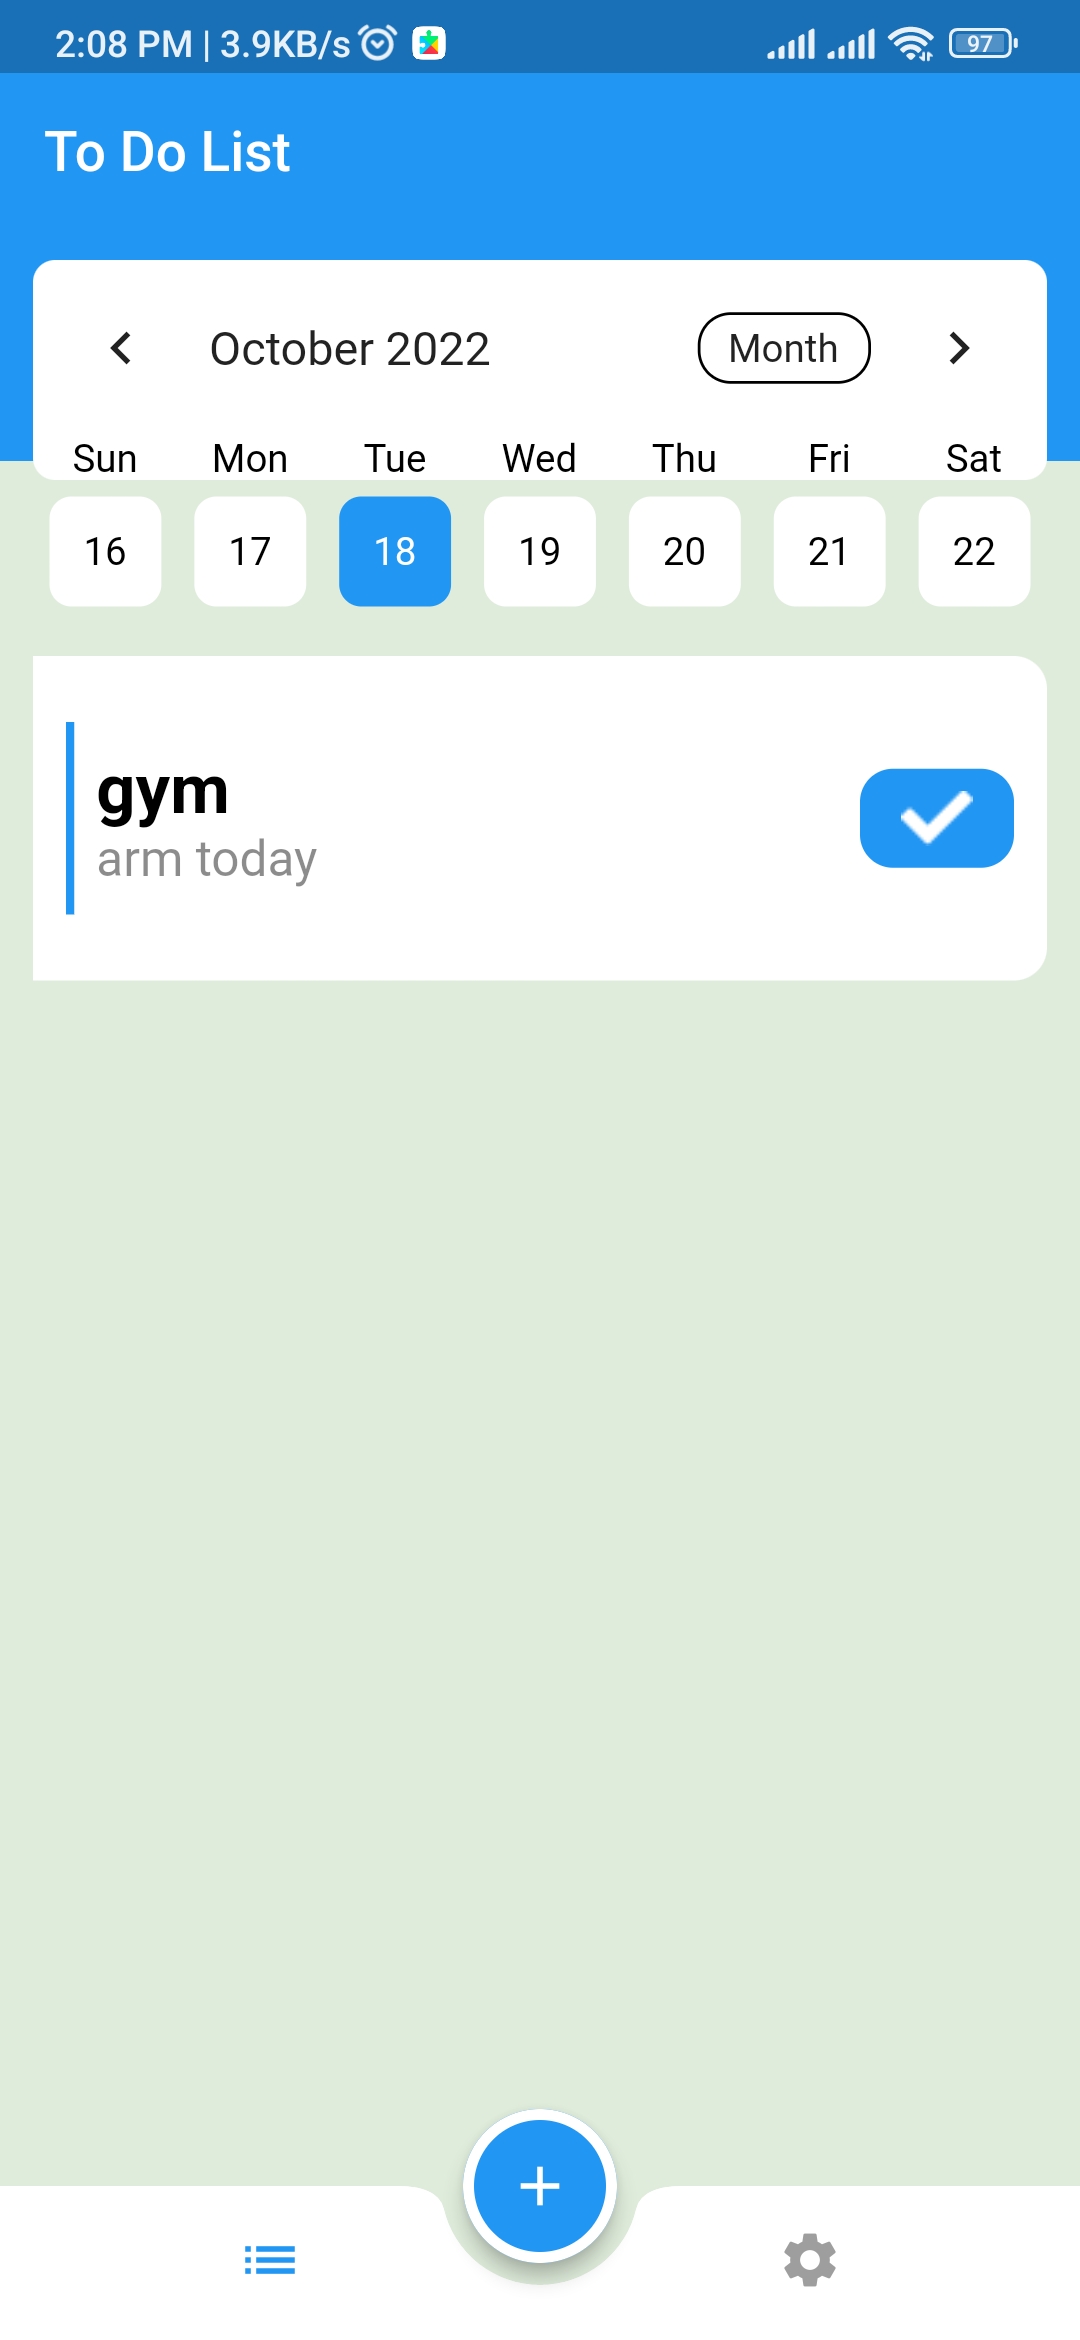 2:08 PM | 3.9KB/s 97
To Do List
October 2022 Month
Sun Mon Tue Wed Thu Fri Sat
16 17 18 19 20 21 22
gym
arm today